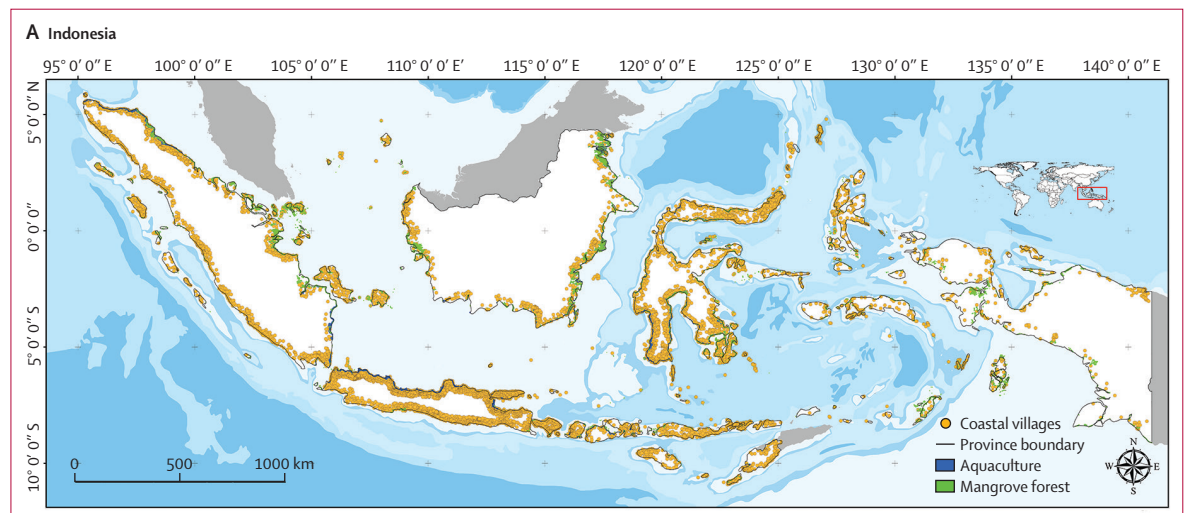 A Indonesia
95° 0′ 0″ E 100° 0′ 0″ E 105° 0′ 0″ E 110° 0′ 0″ E 115° 0′ 0″ E 120° 0′ 0″ E 125° 0′ 0″ E 130° 0′ 0″ E 135° 0′ 0″ E 140° 0′ 0″ E
5° 0′ 0″ N
0° 0′ 0″
5° 0′ 0″ S
10° 0′ 0″ S
0 500 1000 km
Coastal villages
Province boundary
Aquaculture
Mangrove forest
N
W E
S